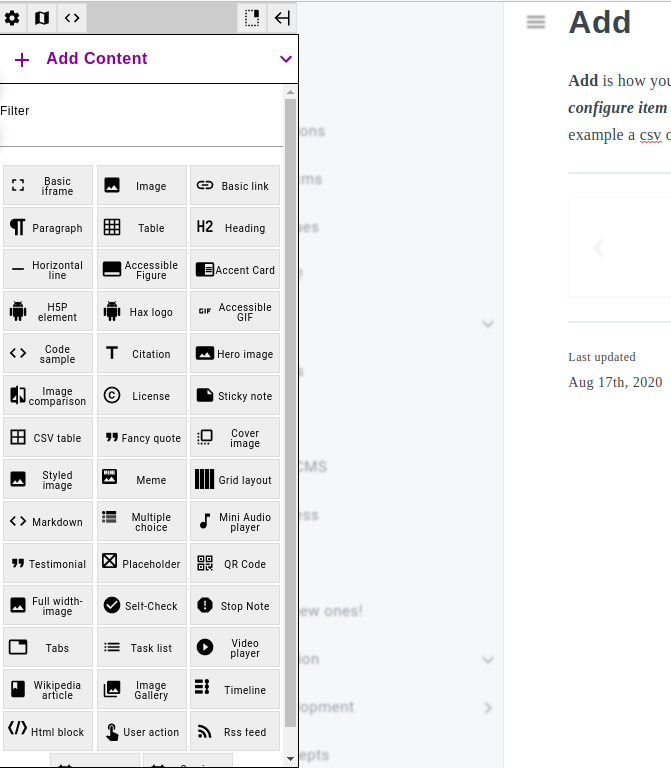 Add Content
Filter
Basic
iframe
Image
Basic link
Paragraph
Table
H2
Heading
Horizontal
line
Accessible
Figure
Accent Card
H5P
element
Hax logo
GIF
Accessible
GIF
Code
sample
Citation
Hero image
Image
comparison
License
Sticky note
CSV table
Fancy quote
Cover
image
Styled
image
MEME
Meme
Grid layout
Markdown
Multiple
choice
Mini Audio
player
Testimonial
Placeholder
QR Code
Full width-
image
Self-Check
Stop Note
Tabs
Task list
Video
player
Wikipedia
article
Image
Gallery
Timeline
Html block
User action
Rss feed
ons
ms
ues
!
s
CMS
ess
ew ones!
ion
opment
epts
Add
Add is how you
configure item
example a csv
Last updated
Aug 17th, 2020